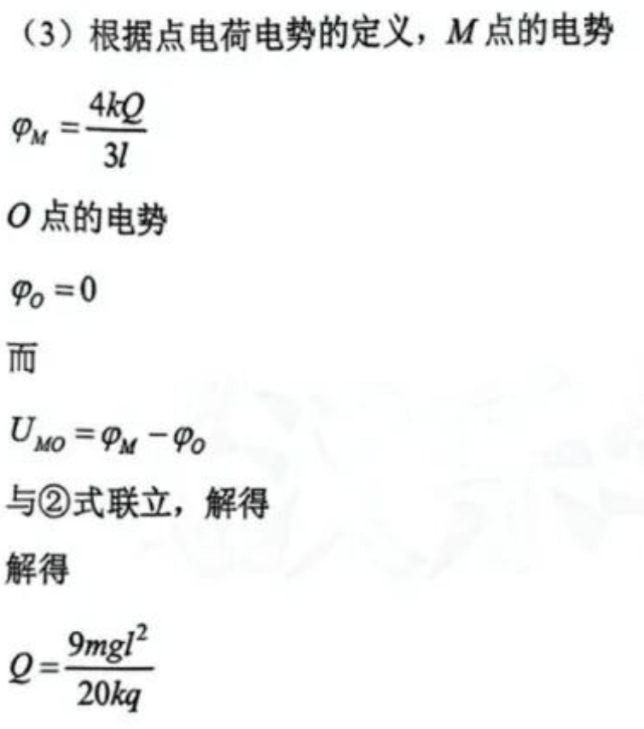 （3）根据点电荷电势的定义，M点的电势
φ_M = 4kQ/3l
O点的电势
φ_O = 0
而
U_MO = φ_M − φ_O
与②式联立，解得
解得
Q = 9mgl²/20kq